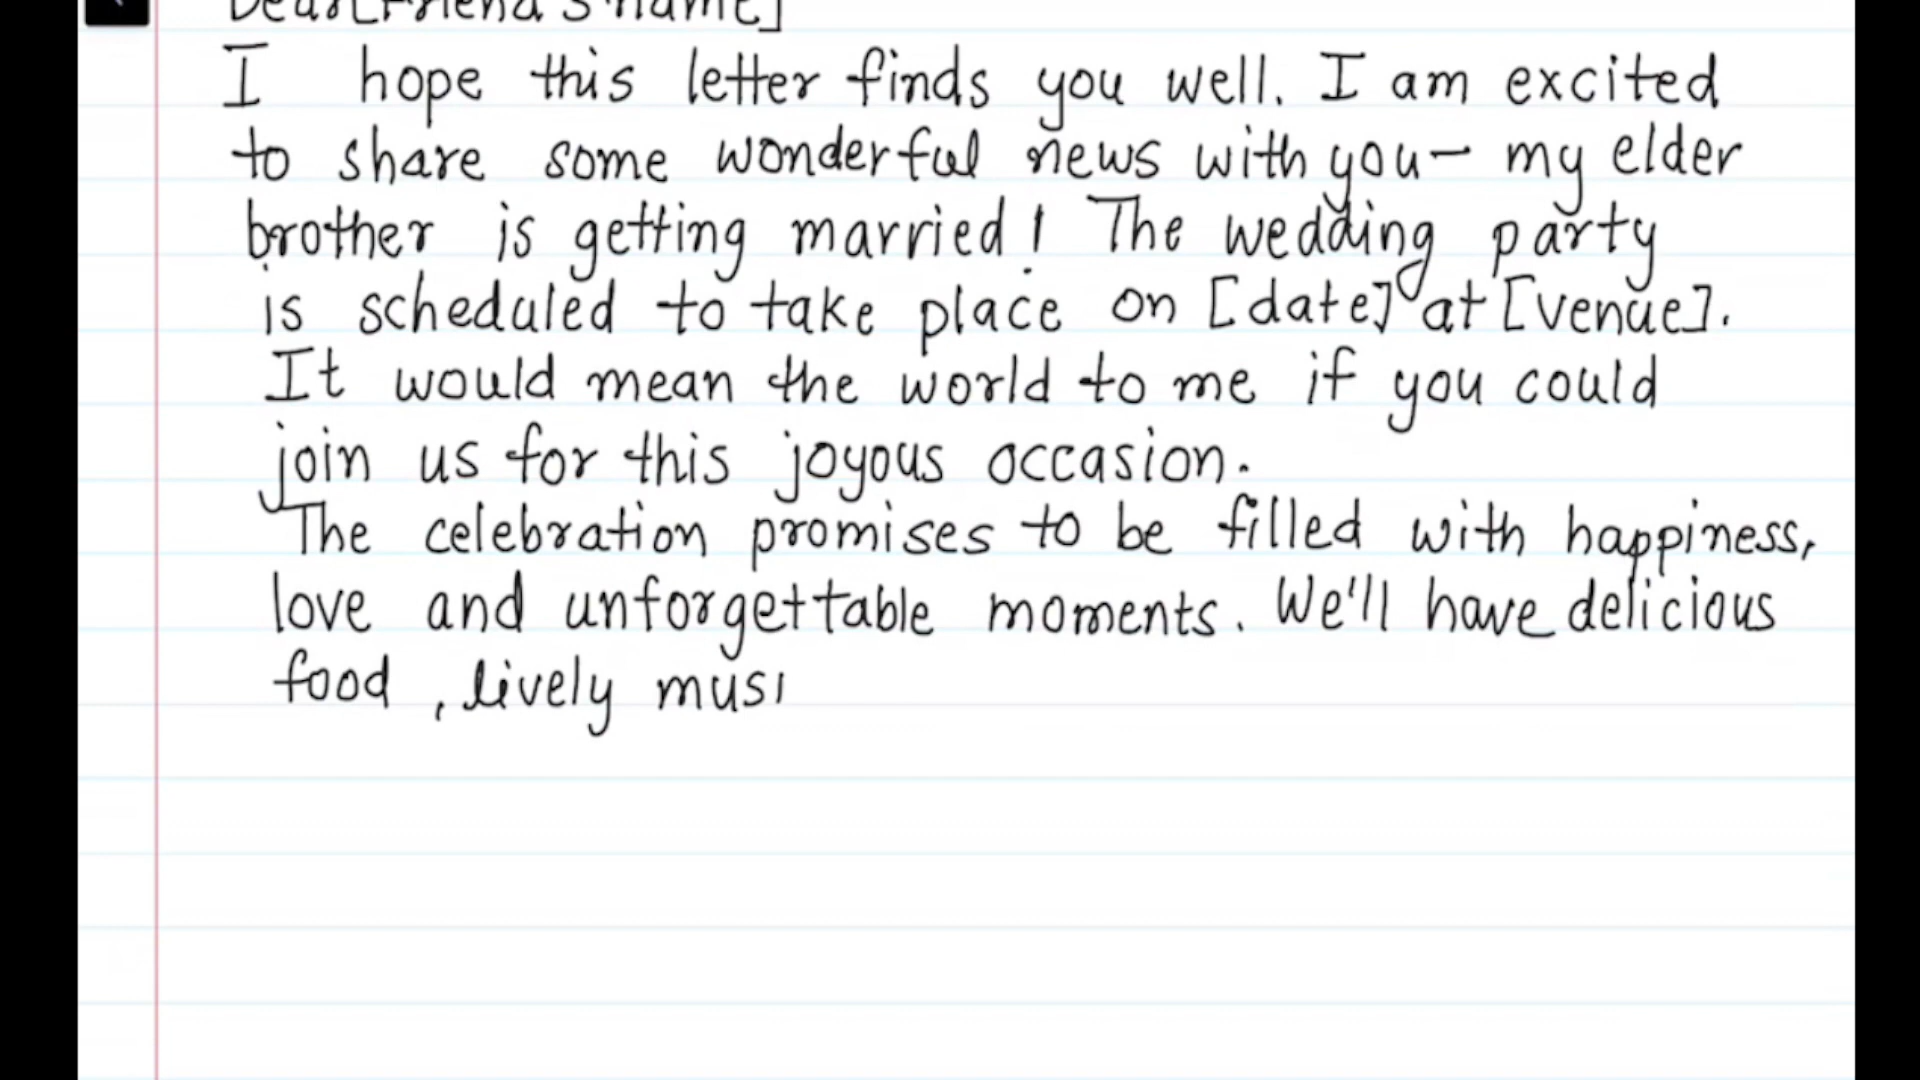 Dear [Friend's name]
I hope this letter finds you well. I am excited
to share some wonderful news with you- my elder
brother is getting married! The wedding party
is scheduled to take place on [date] at [venue].
It would mean the world to me if you could
join us for this joyous occasion.
The celebration promises to be filled with happiness,
love and unforgettable moments. We'll have delicious
food, lively musi